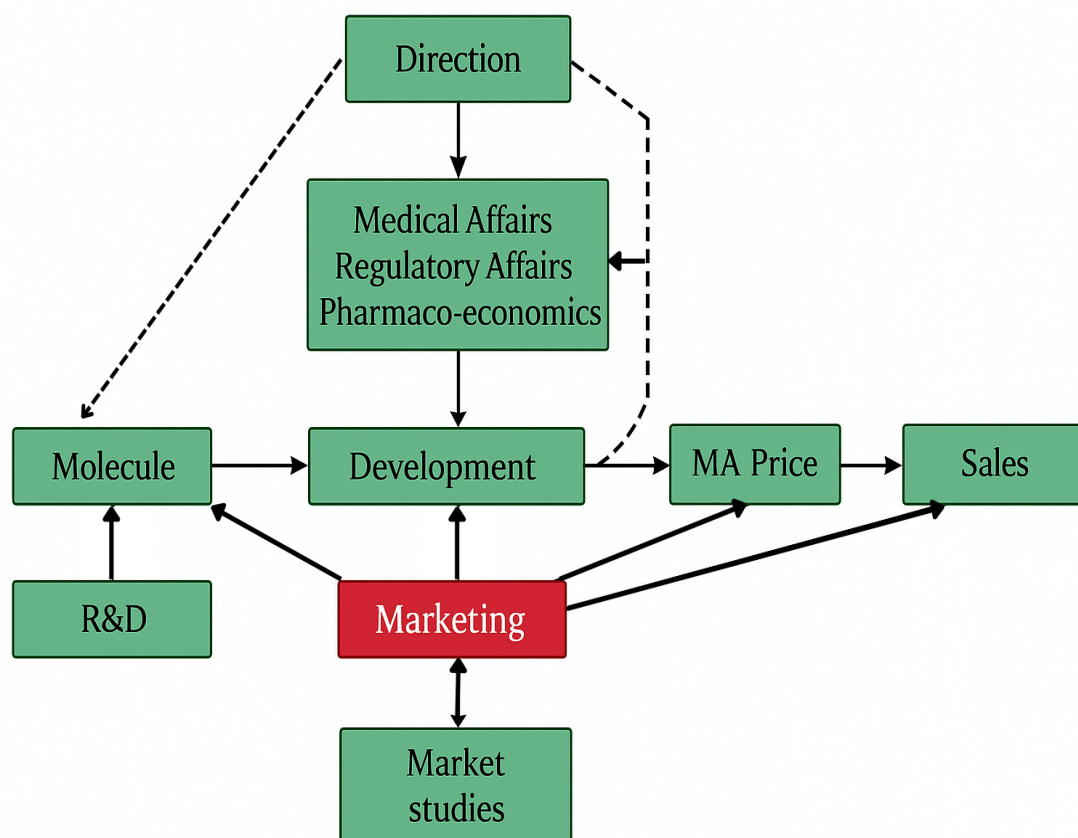 Direction
Medical Affairs
Regulatory Affairs
Pharmaco-economics
Molecule
Development
MA Price
Sales
R&D
Marketing
Market
studies